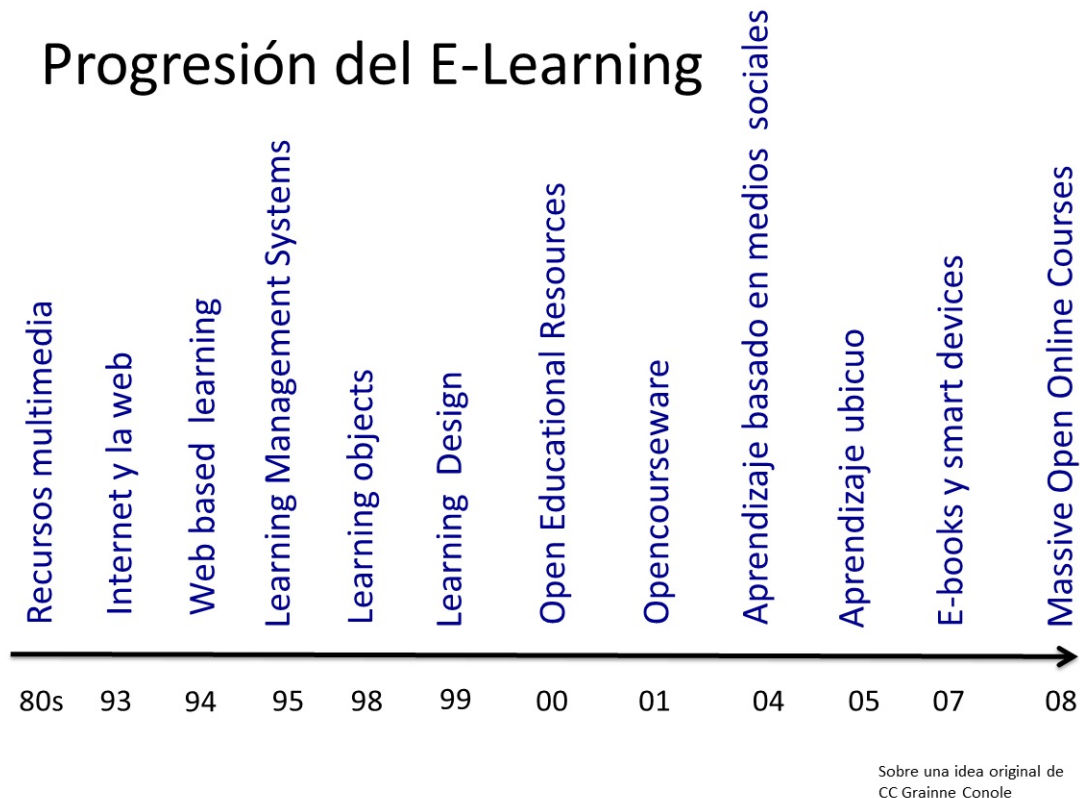 Progresión del E-Learning
Recursos multimedia
Internet y la web
Web based learning
Learning Management Systems
Learning objects
Learning Design
Open Educational Resources
Opencourseware
Aprendizaje basado en medios sociales
Aprendizaje ubicuo
E-books y smart devices
Massive Open Online Courses
80s 93 94 95 98 99 00 01 04 05 07 08
Sobre una idea original de
CC Grainne Conole